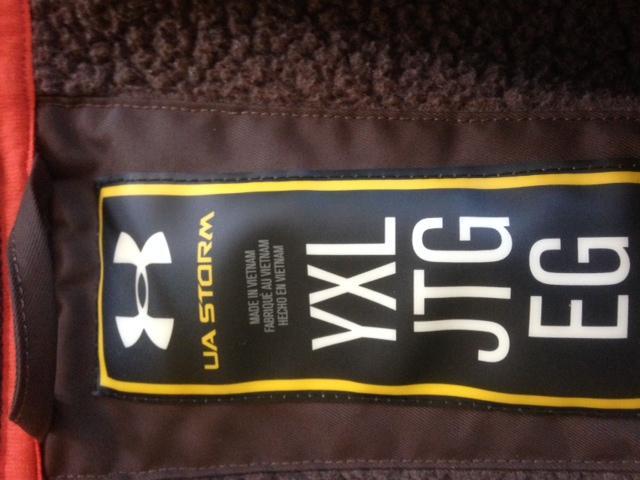 UA STORM
MADE IN VIETNAM
FABRIQUÉ AU VIETNAM
HECHO EN VIETNAM
YXL
JTG
EG